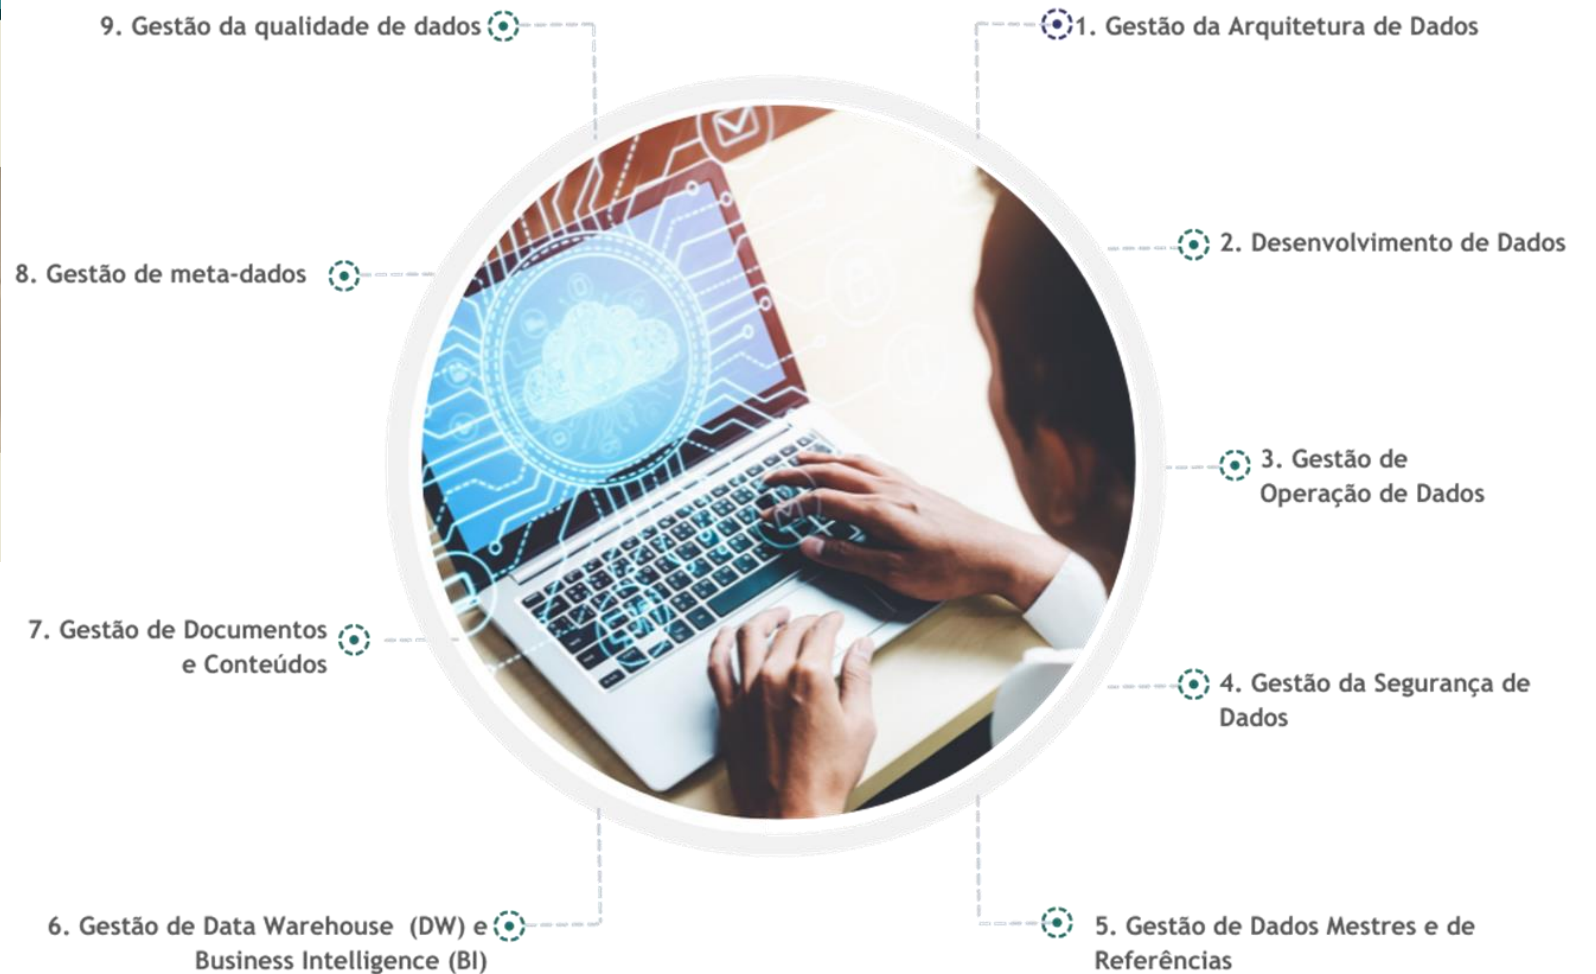 1. Gestão da Arquitetura de Dados
2. Desenvolvimento de Dados
3. Gestão de
Operação de Dados
4. Gestão da Segurança de
Dados
5. Gestão de Dados Mestres e de
Referências
6. Gestão de Data Warehouse (DW) e
Business Intelligence (BI)
7. Gestão de Documentos
e Conteúdos
8. Gestão de meta-dados
9. Gestão da qualidade de dados